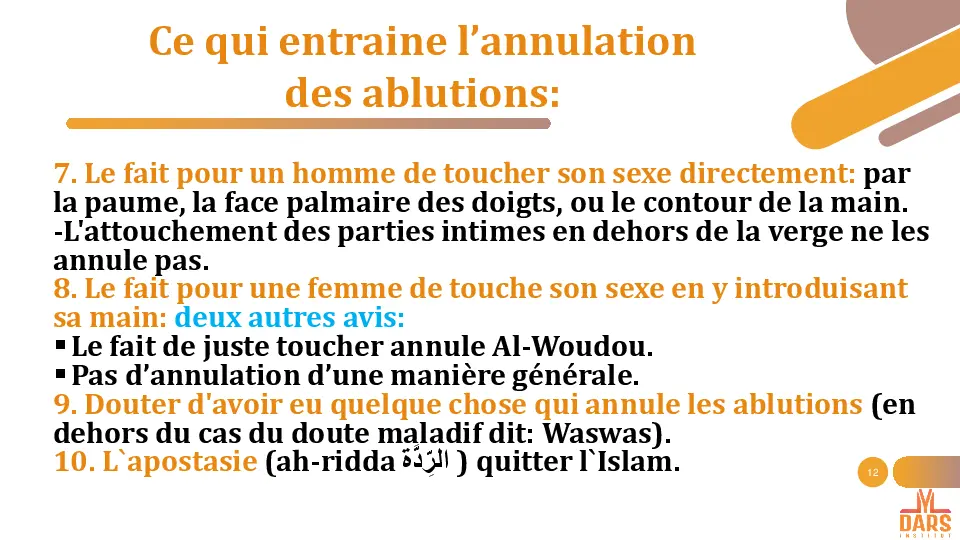 Ce qui entraine l’annulation
des ablutions:
7. Le fait pour un homme de toucher son sexe directement: par
la paume, la face palmaire des doigts, ou le contour de la main.
-L'attouchement des parties intimes en dehors de la verge ne les
annule pas.
8. Le fait pour une femme de touche son sexe en y introduisant
sa main: deux autres avis:
▪Le fait de juste toucher annule Al-Woudou.
▪Pas d’annulation d’une manière générale.
9. Douter d'avoir eu quelque chose qui annule les ablutions (en
dehors du cas du doute maladif dit: Waswas).
10. L`apostasie (ah-ridda الرِّدَّة ) quitter l`Islam.
12
DARS
INSTITUT